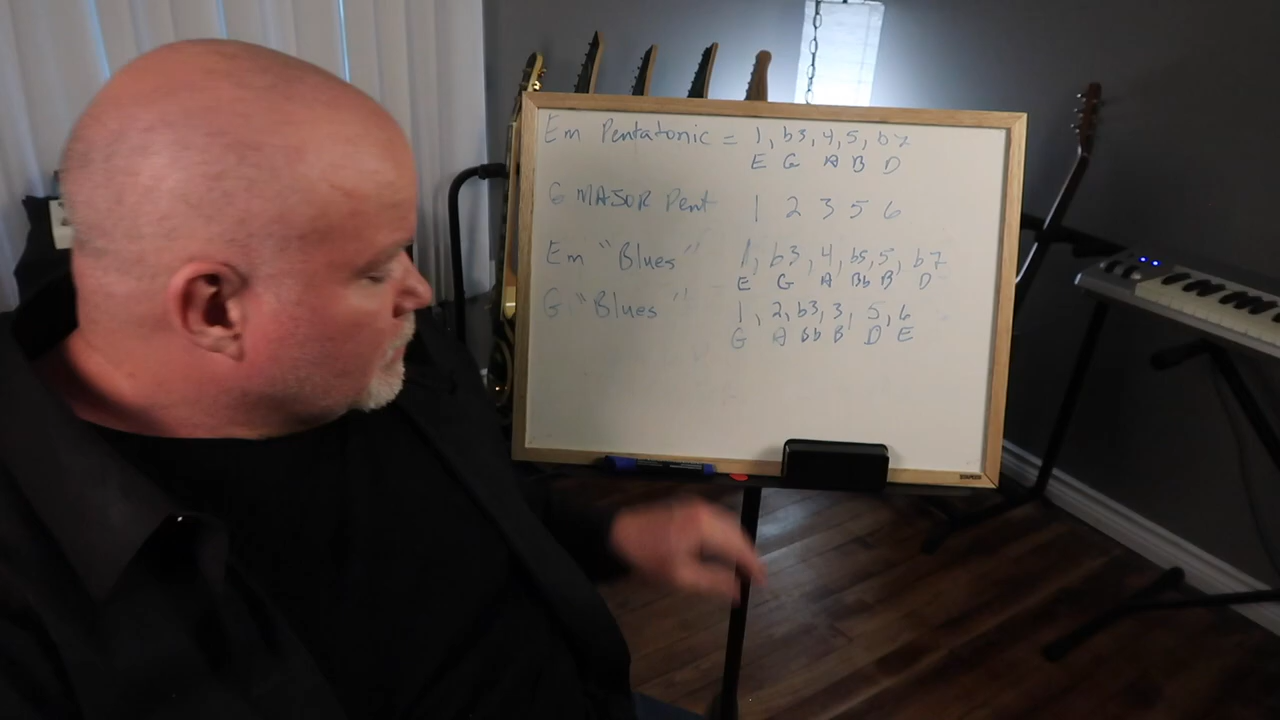 Em Pentatonic = 1, b3, 4, 5, b7
E G A B D
G MAJOR Pent 1 2 3 5 6
Em "Blues" 1, b3, 4, b5, 5, b7
E G A Bb B D
G "Blues" 1, 2, b3, 3, 5, 6
G A Bb B D E
STAPLES